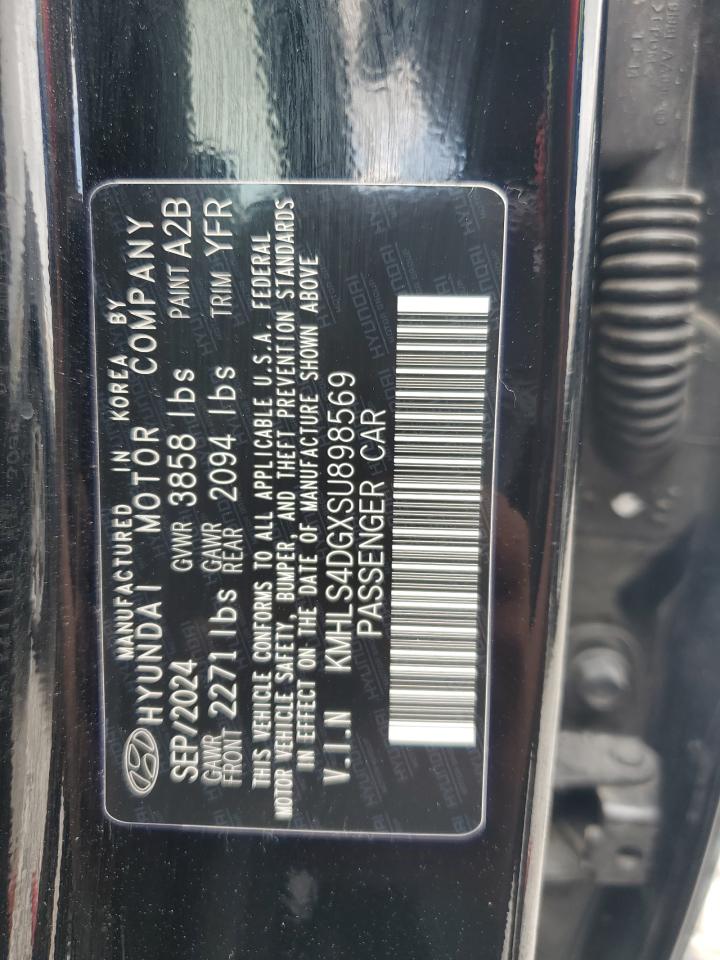 MANUFACTURED IN KOREA BY
HYUNDAI MOTOR COMPANY
SEP/2024 GVWR 3858 lbs PAINT A2B
GAWR FRONT 2271 lbs GAWR REAR 2094 lbs TRIM YFR
THIS VEHICLE CONFORMS TO ALL APPLICABLE U.S.A. FEDERAL
MOTOR VEHICLE SAFETY, BUMPER, AND THEFT PREVENTION STANDARDS
IN EFFECT ON THE DATE OF MANUFACTURE SHOWN ABOVE
V.I.N KMHLS4DGXSU898569
PASSENGER CAR